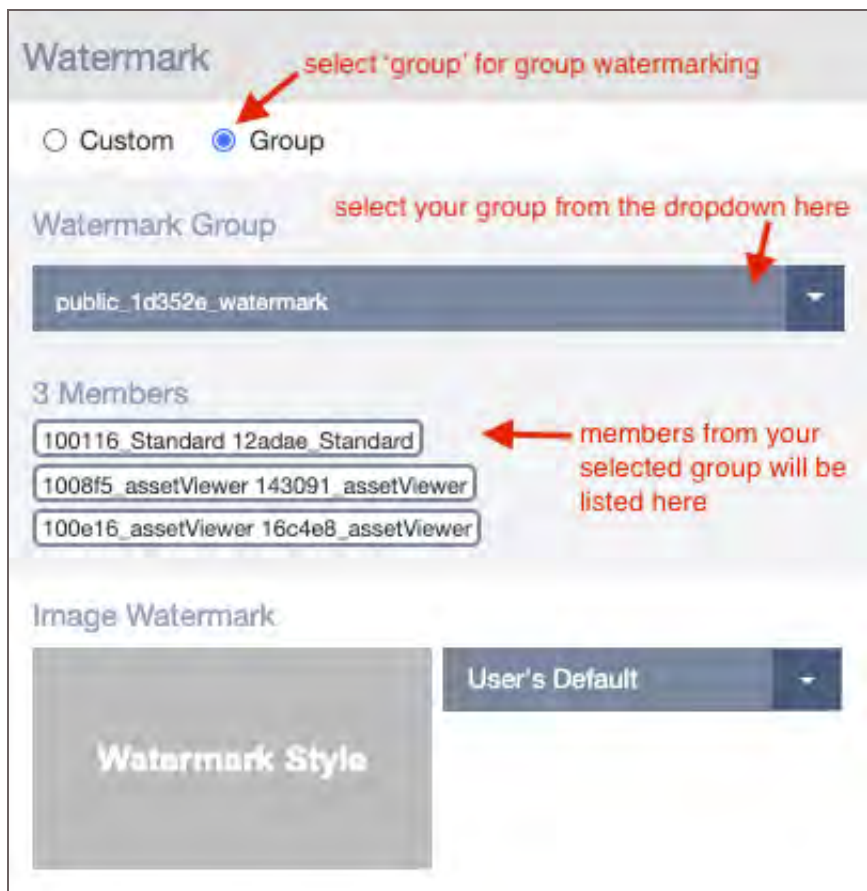 Watermark
select 'group' for group watermarking
Custom
Group
select your group from the dropdown here
Watermark Group
public_1d352e_watermark
3 Members
100116_Standard 12adae_Standard
1008f5_assetViewer 143091_assetViewer
100e16_assetViewer 16c4e8_assetViewer
members from your
selected group will be
listed here
Image Watermark
Watermark Style
User's Default